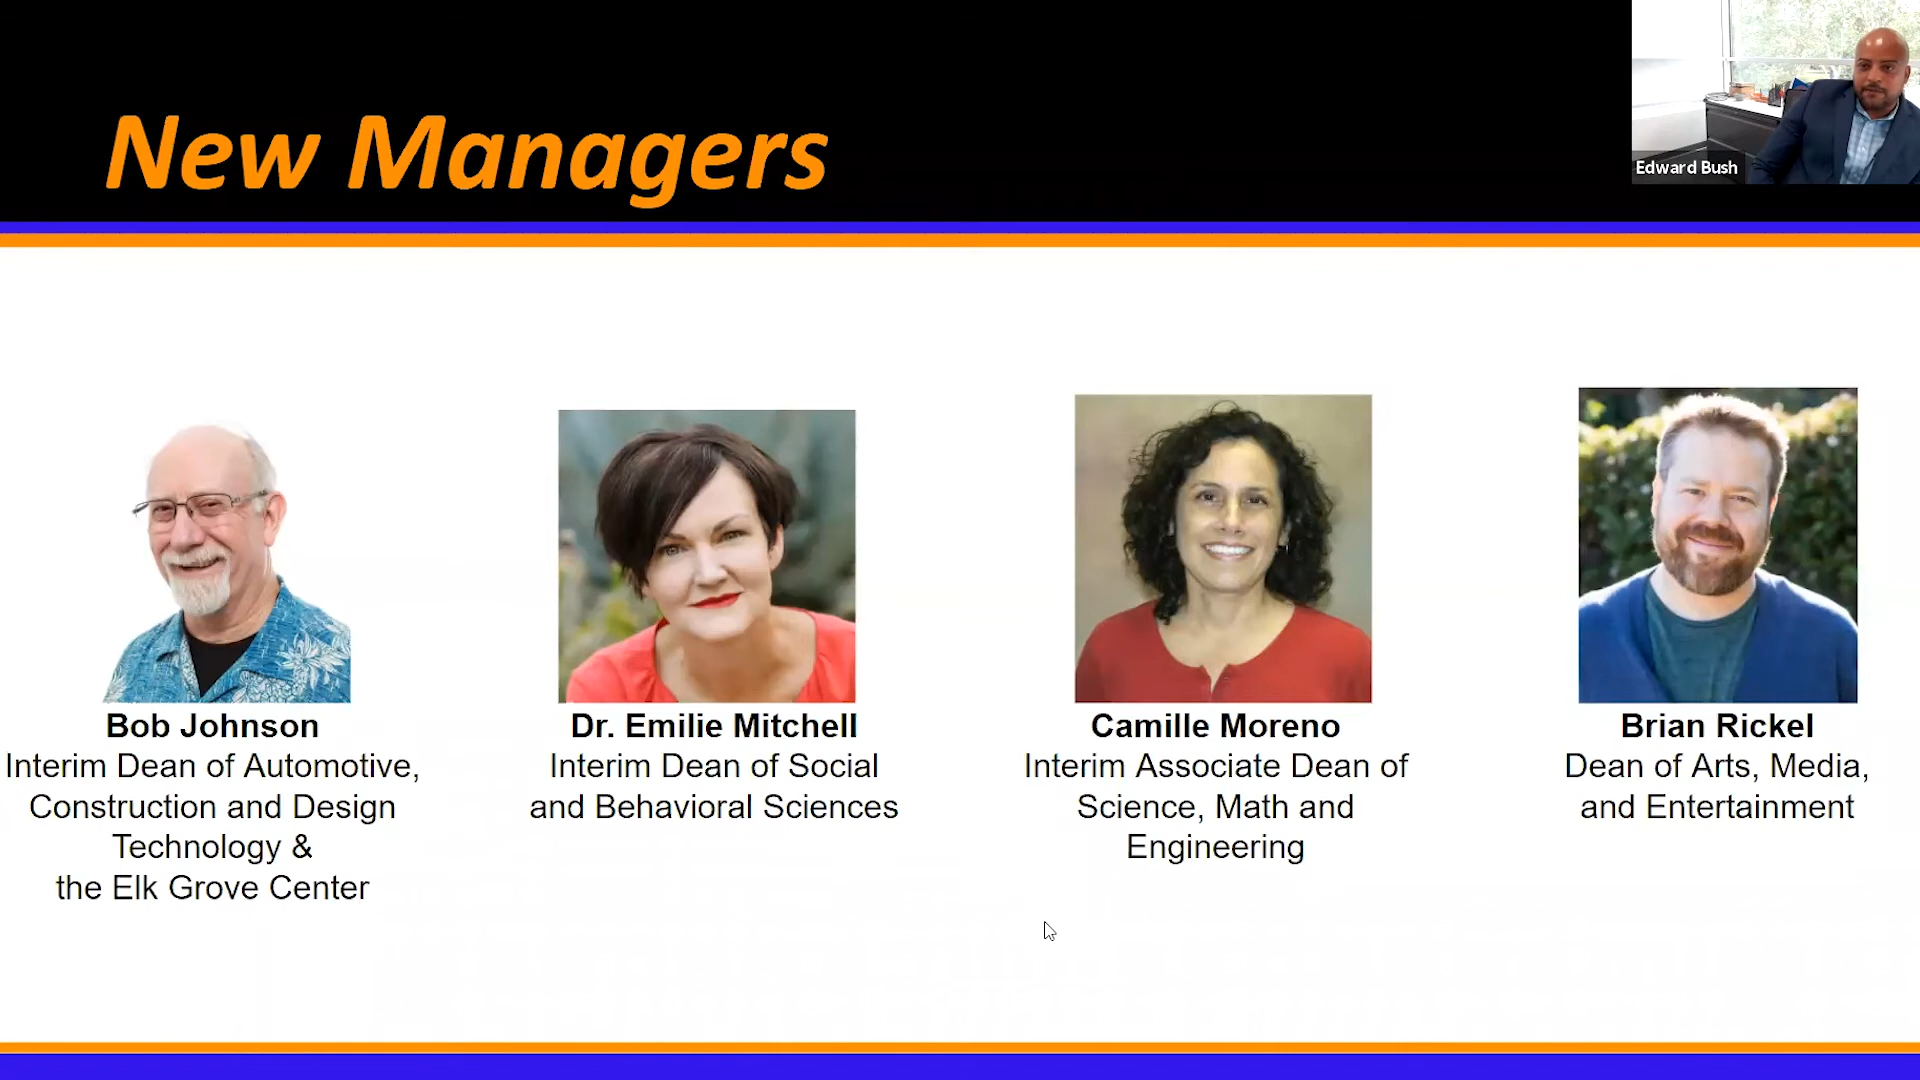 New Managers
Edward Bush
Bob Johnson
Interim Dean of Automotive,
Construction and Design
Technology &
the Elk Grove Center
Dr. Emilie Mitchell
Interim Dean of Social
and Behavioral Sciences
Camille Moreno
Interim Associate Dean of
Science, Math and
Engineering
Brian Rickel
Dean of Arts, Media,
and Entertainment